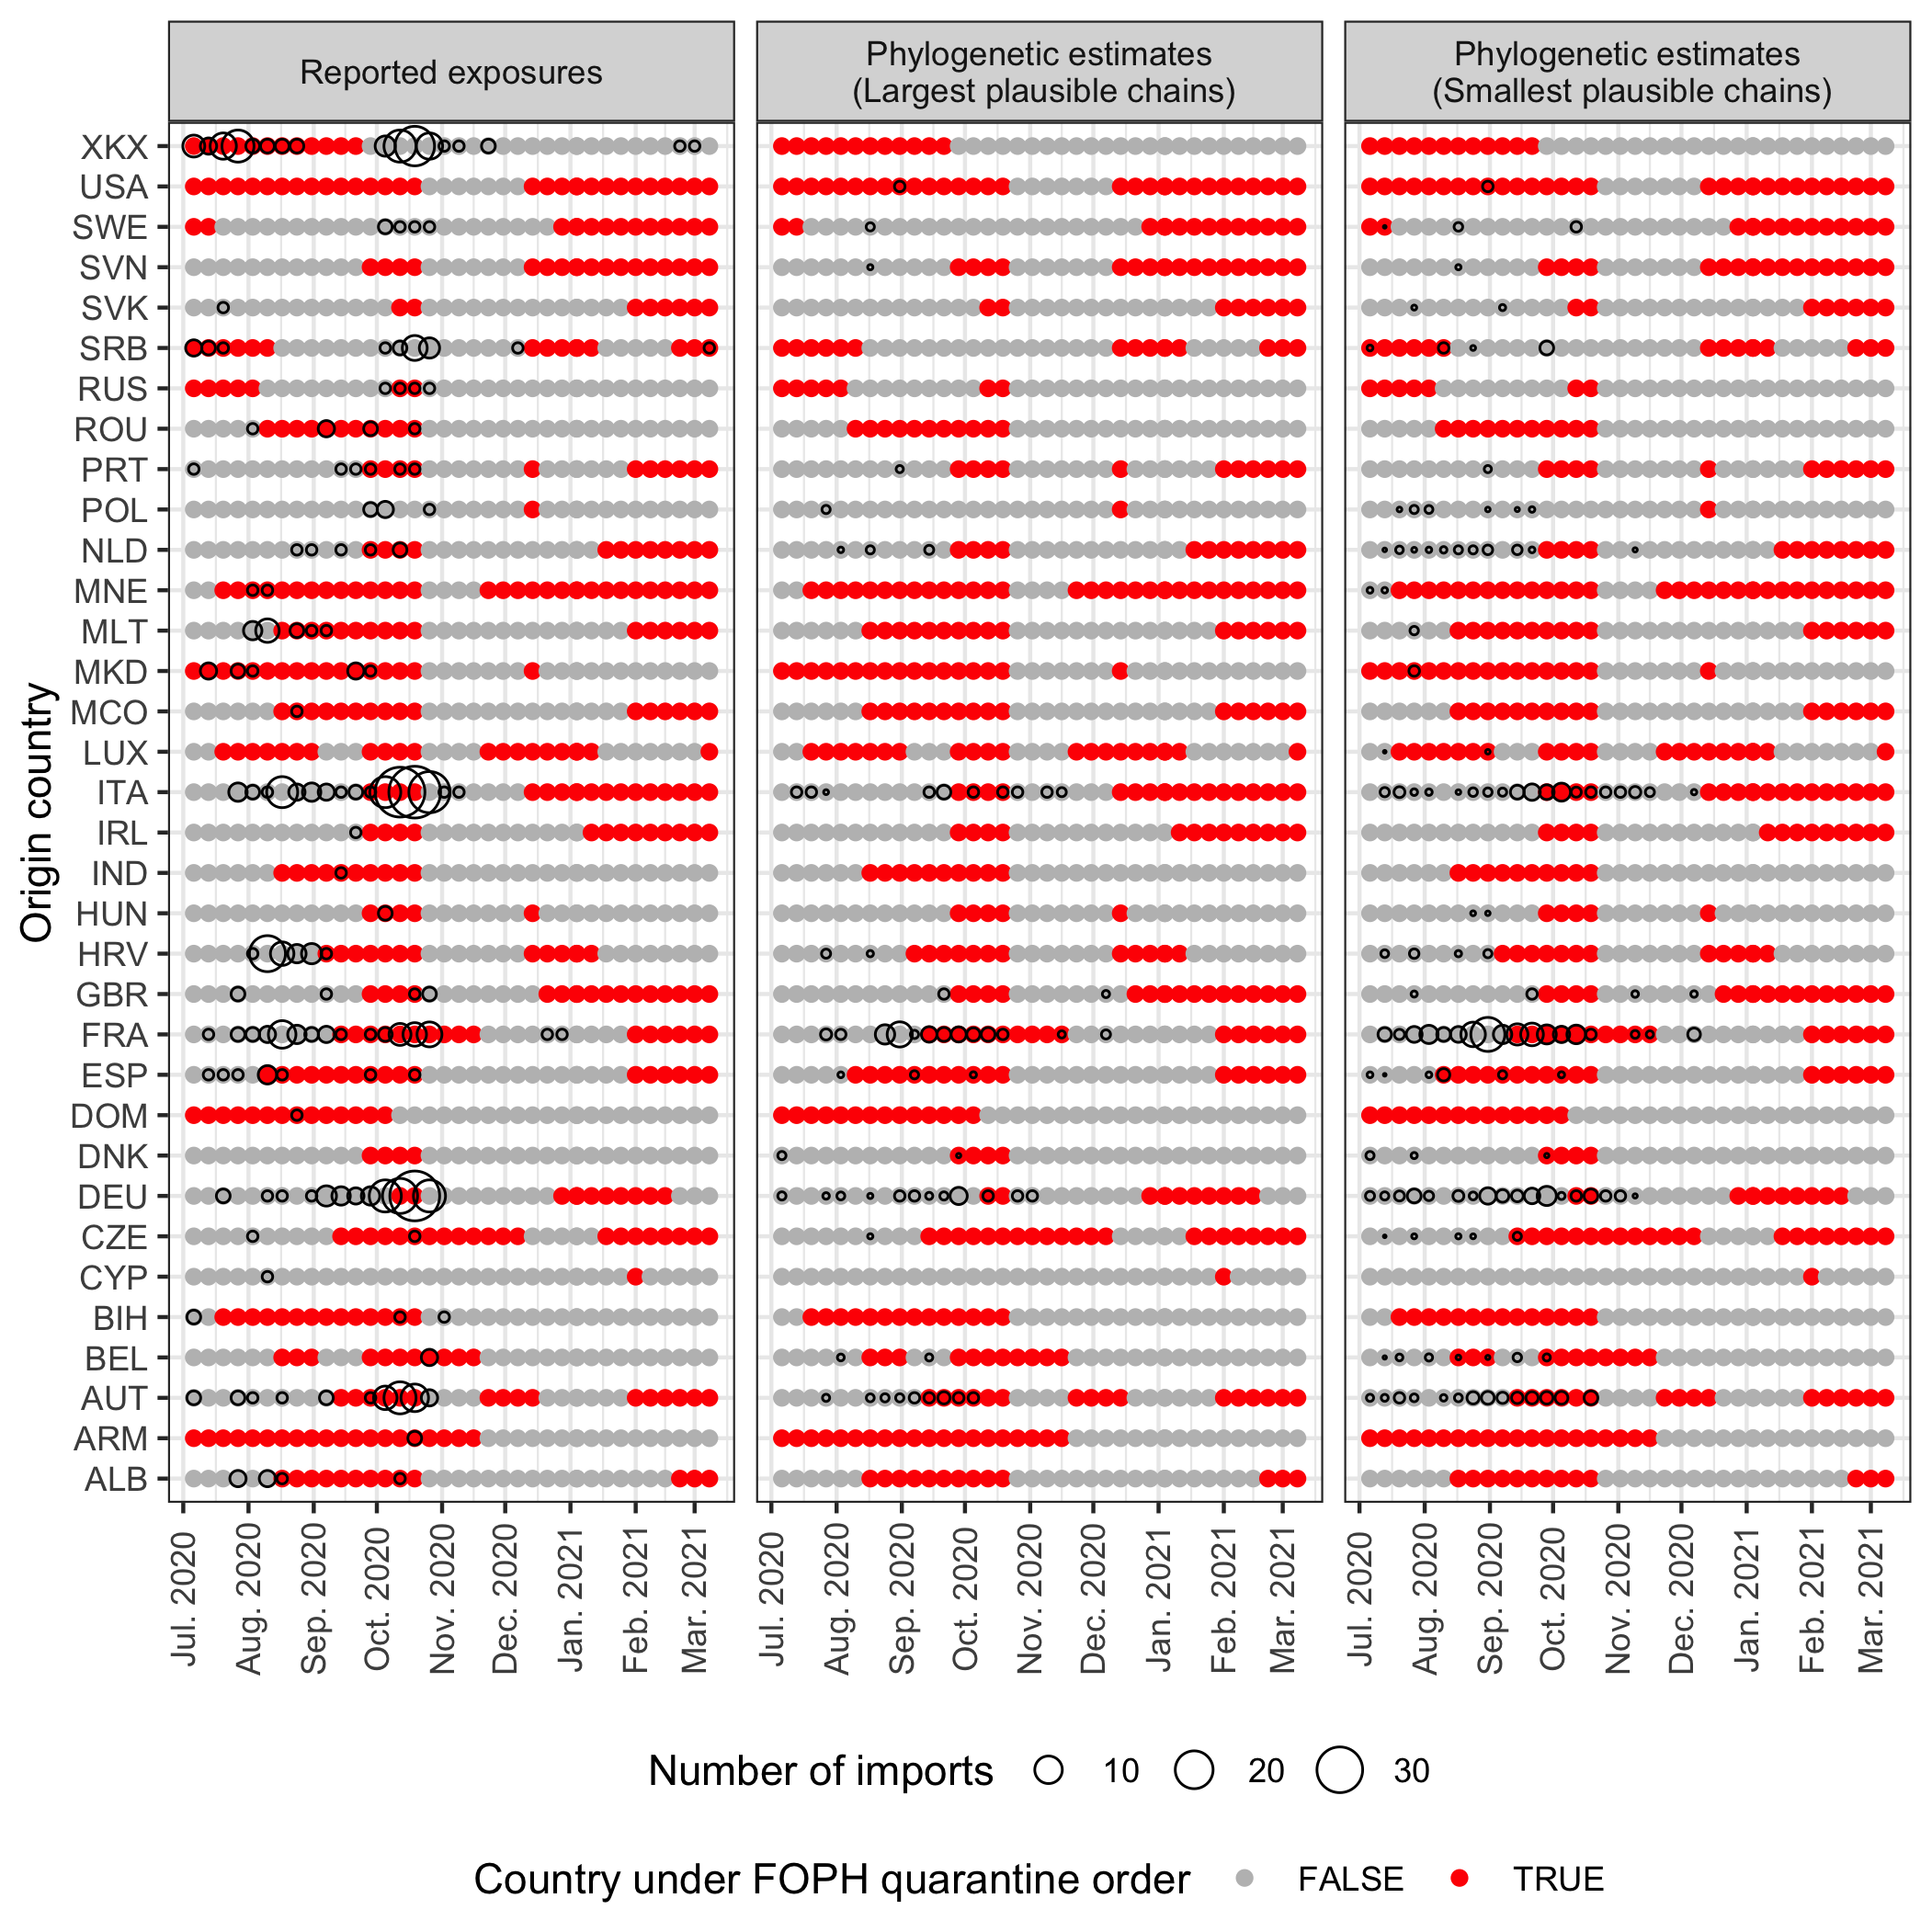 Reported exposures
Phylogenetic estimates
(Largest plausible chains)
Phylogenetic estimates
(Smallest plausible chains)
Origin country
XKX
USA
SWE
SVN
SVK
SRB
RUS
ROU
PRT
POL
NLD
MNE
MLT
MKD
MCO
LUX
ITA
IRL
IND
HUN
HRV
GBR
FRA
ESP
DOM
DNK
DEU
CZE
CYP
BIH
BEL
AUT
ARM
ALB
Jul. 2020
Aug. 2020
Sep. 2020
Oct. 2020
Nov. 2020
Dec. 2020
Jan. 2021
Feb. 2021
Mar. 2021
Jul. 2020
Aug. 2020
Sep. 2020
Oct. 2020
Nov. 2020
Dec. 2020
Jan. 2021
Feb. 2021
Mar. 2021
Jul. 2020
Aug. 2020
Sep. 2020
Oct. 2020
Nov. 2020
Dec. 2020
Jan. 2021
Feb. 2021
Mar. 2021
Number of imports 10 20 30
Country under FOPH quarantine order FALSE TRUE